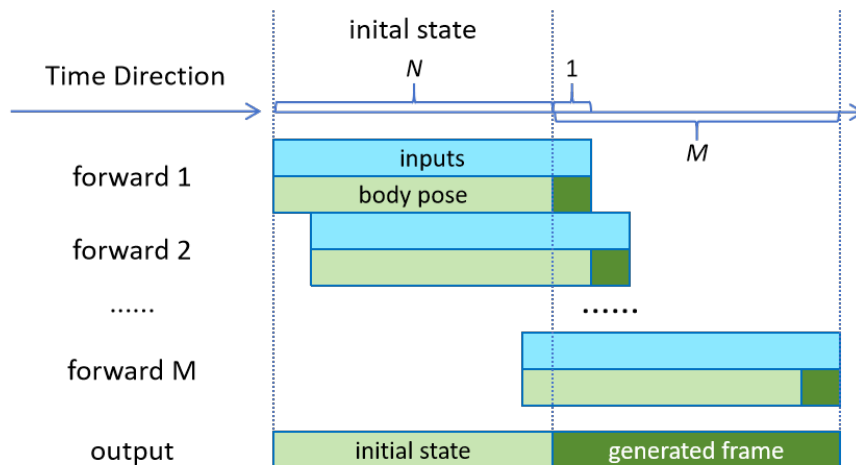 inital state
Time Direction
N
1
M
forward 1
inputs
body pose
forward 2
......
......
forward M
output
initial state
generated frame